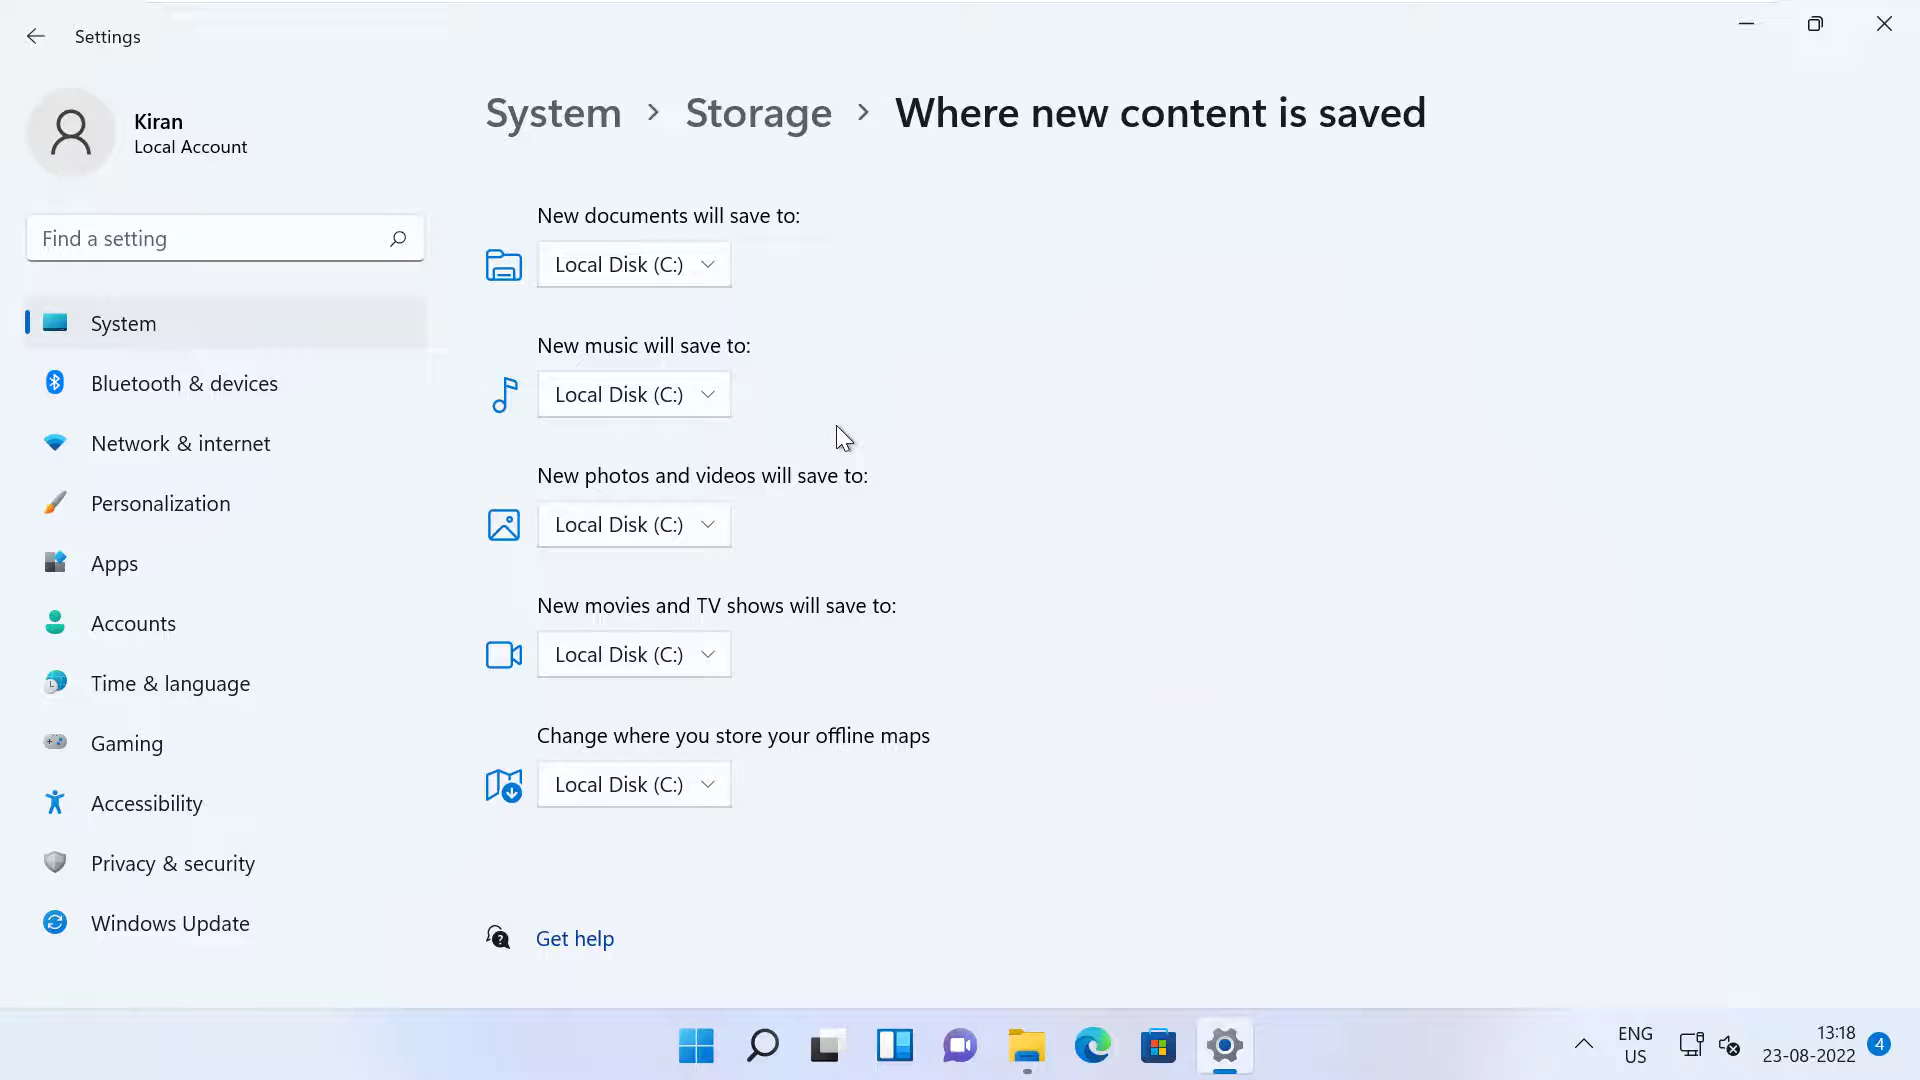 Settings
Kiran
Local Account
Find a setting
System
Bluetooth & devices
Network & internet
Personalization
Apps
Accounts
Time & language
Gaming
Accessibility
Privacy & security
Windows Update
System › Storage › Where new content is saved
New documents will save to:
Local Disk (C:)
New music will save to:
Local Disk (C:)
New photos and videos will save to:
Local Disk (C:)
New movies and TV shows will save to:
Local Disk (C:)
Change where you store your offline maps
Local Disk (C:)
Get help
ENG
US
13:18
23-08-2022
4